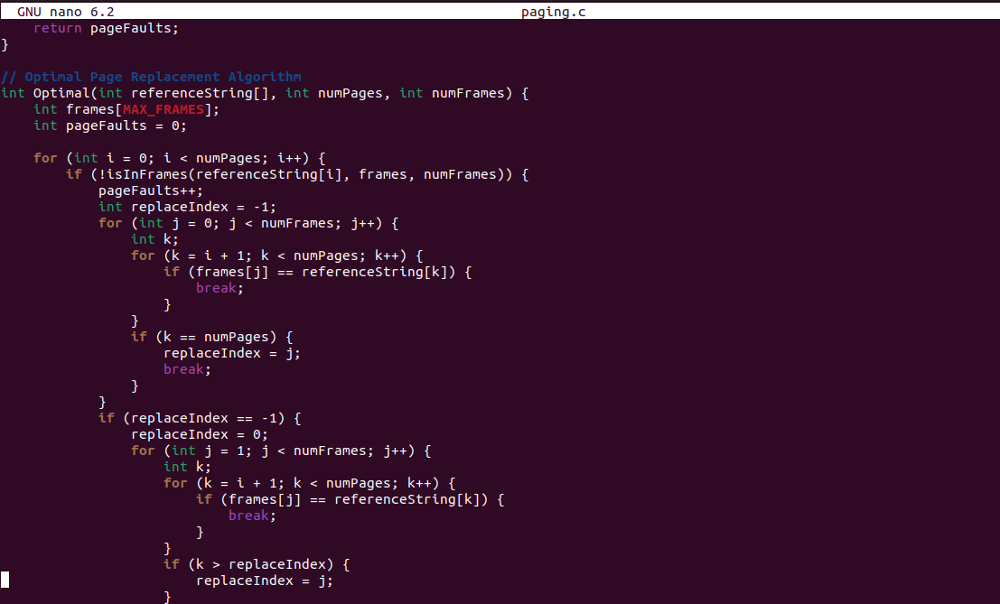 GNU nano 6.2 paging.c
    return pageFaults;
}

// Optimal Page Replacement Algorithm
int Optimal(int referenceString[], int numPages, int numFrames) {
    int frames[MAX_FRAMES];
    int pageFaults = 0;

    for (int i = 0; i < numPages; i++) {
        if (!isInFrames(referenceString[i], frames, numFrames)) {
            pageFaults++;
            int replaceIndex = -1;
            for (int j = 0; j < numFrames; j++) {
                int k;
                for (k = i + 1; k < numPages; k++) {
                    if (frames[j] == referenceString[k]) {
                        break;
                    }
                }
                if (k == numPages) {
                    replaceIndex = j;
                    break;
                }
            }
            if (replaceIndex == -1) {
                replaceIndex = 0;
                for (int j = 1; j < numFrames; j++) {
                    int k;
                    for (k = i + 1; k < numPages; k++) {
                        if (frames[j] == referenceString[k]) {
                            break;
                        }
                    }
                    if (k > replaceIndex) {
                        replaceIndex = j;
                    }